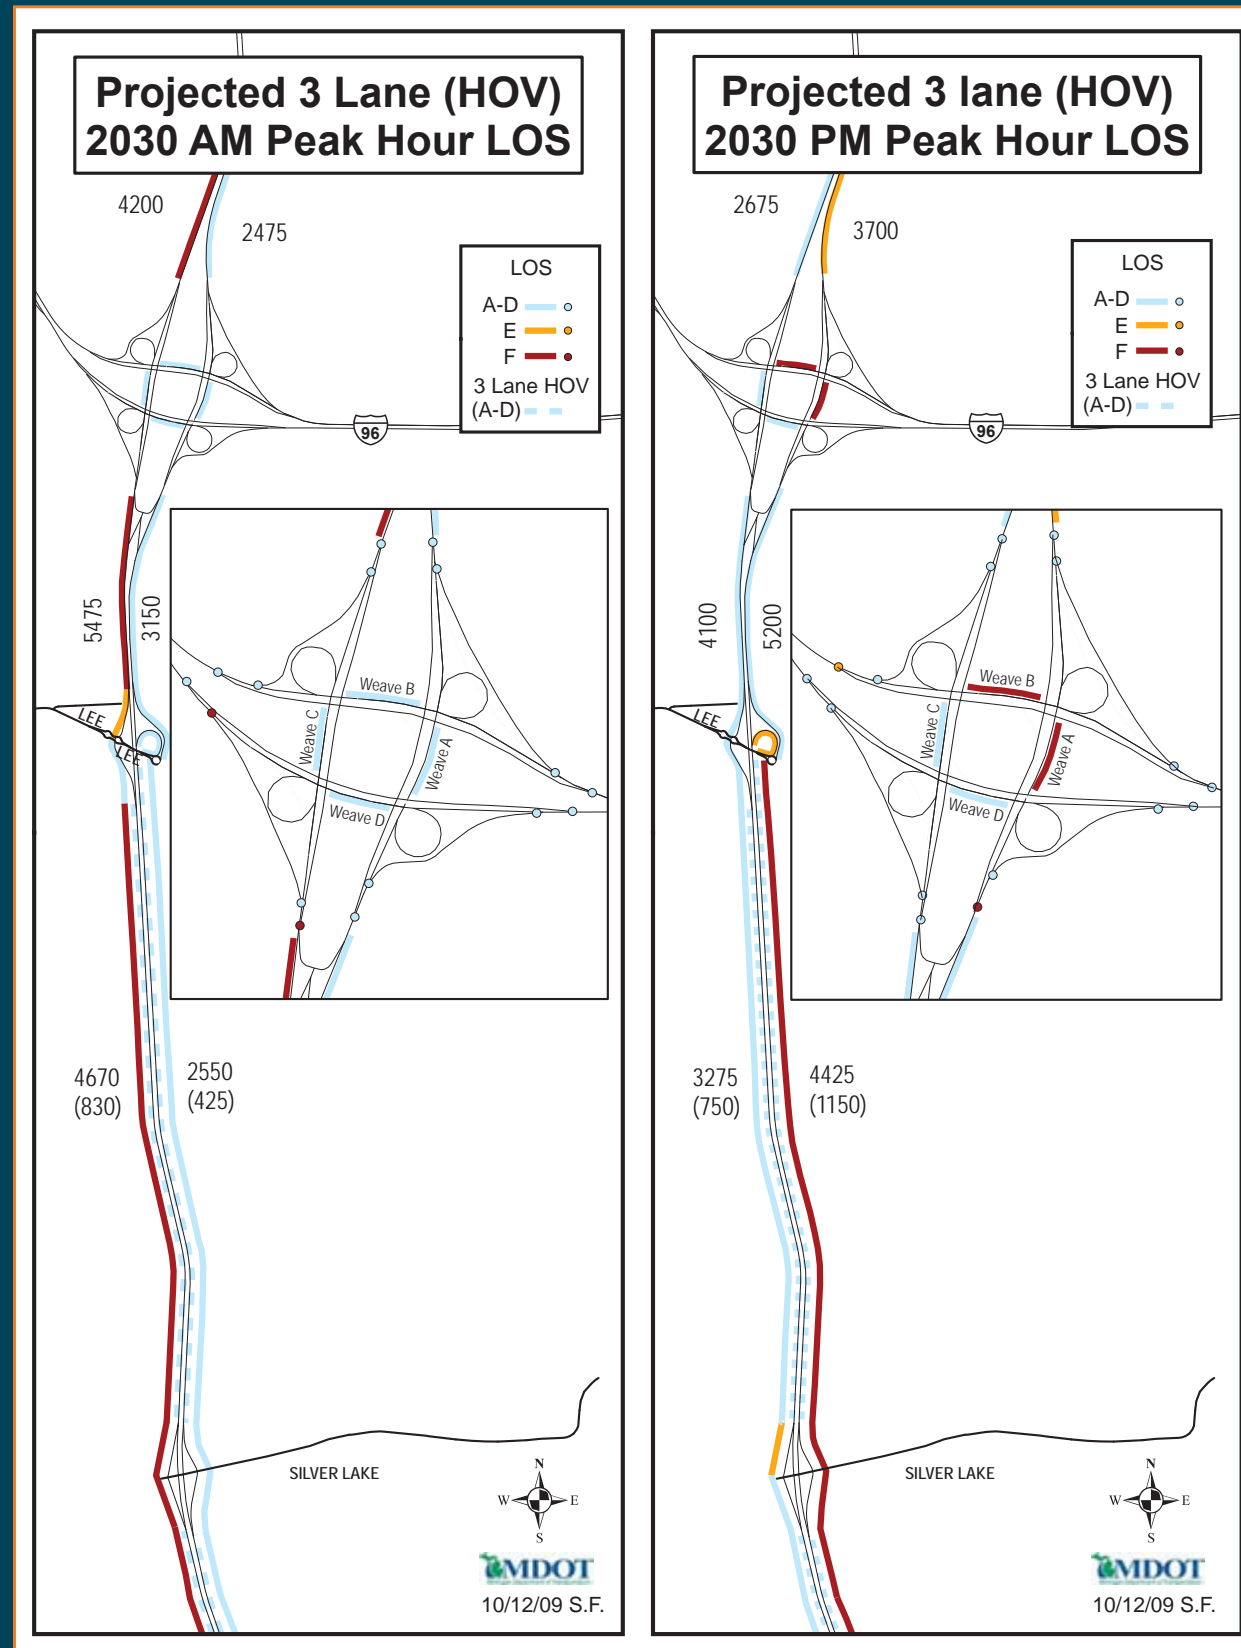 Projected 3 Lane (HOV)
2030 AM Peak Hour LOS
4200
2475
LOS
A-D
E
F
3 Lane HOV
(A-D)
96
5475
3150
LEE
LEE
Weave B
Weave C
Weave A
Weave D
4670
(830)
2550
(425)
SILVER LAKE
N
W
E
S
MDOT
10/12/09 S.F.
Projected 3 lane (HOV)
2030 PM Peak Hour LOS
2675
3700
LOS
A-D
E
F
3 Lane HOV
(A-D)
96
4100
5200
LEE
Weave B
Weave C
Weave A
Weave D
3275
(750)
4425
(1150)
SILVER LAKE
N
W
E
S
MDOT
10/12/09 S.F.